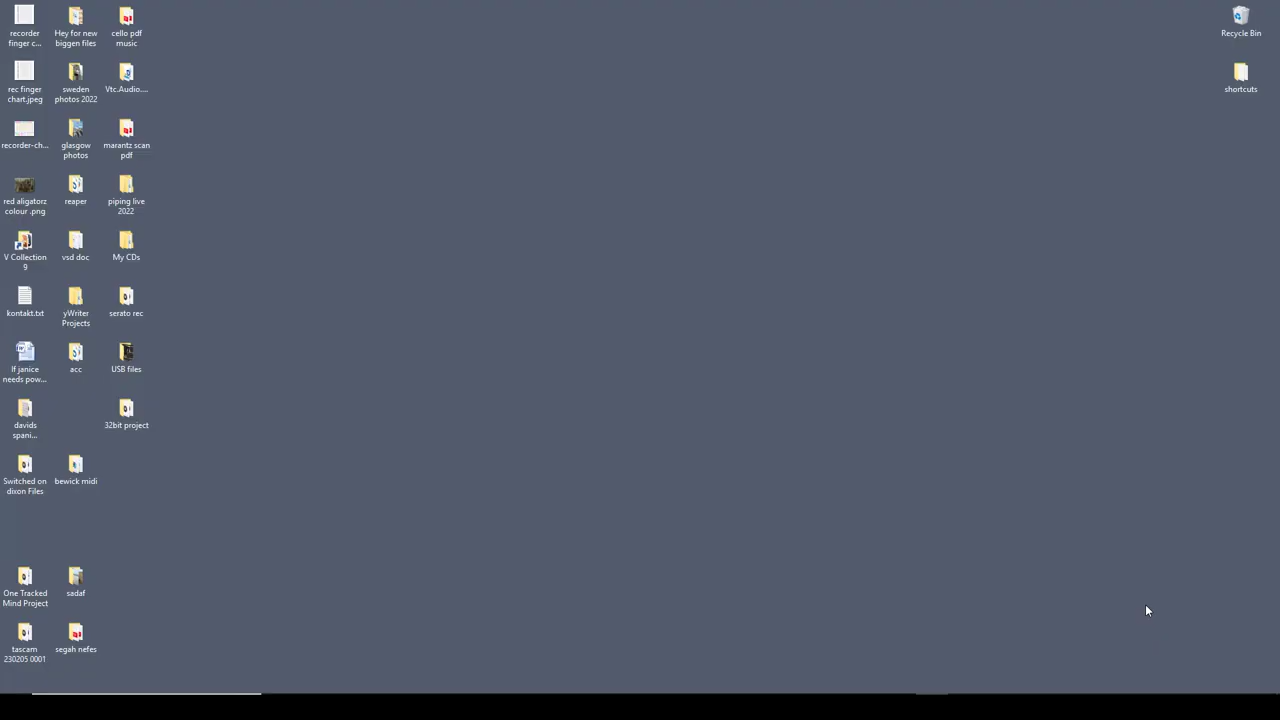 recorder
finger c...
Hey for new
biggen files
cello pdf
music
Recycle Bin
rec finger
chart.jpeg
sweden
photos 2022
Vtc.Audio....
shortcuts
recorder-ch...
glasgow
photos
marantz scan
pdf
red aligatorz
colour .png
reaper
piping live
2022
V Collection
9
vsd doc
My CDs
kontakt.txt
yWriter
Projects
serato rec
If janice
needs pow...
acc
USB files
davids
spani...
32bit project
Switched on
dixon Files
bewick midi
One Tracked
Mind Project
sadaf
tascam
230205 0001
segah nefes